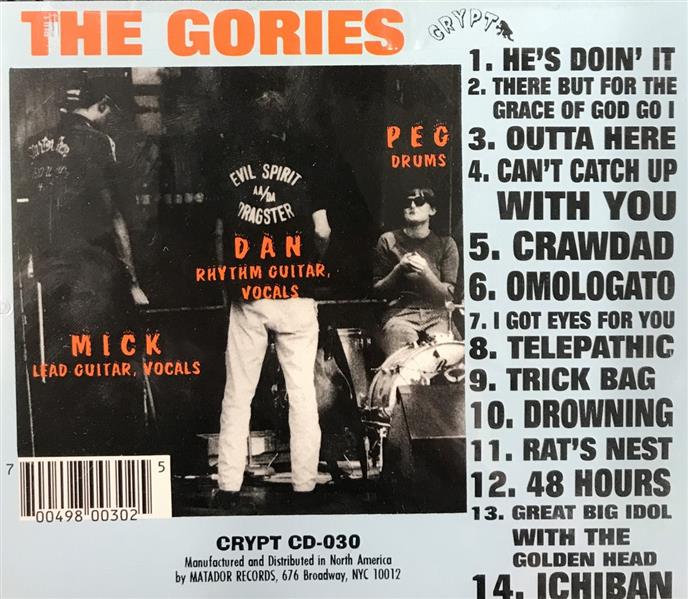 THE GORIES
CRYPT
PEG
DRUMS
EVIL SPIRIT
AA/DA
DRAGSTER
DAN
RHYTHM GUITAR,
VOCALS
MICK
LEAD GUITAR, VOCALS
1. HE'S DOIN' IT
2. THERE BUT FOR THE
GRACE OF GOD GO I
3. OUTTA HERE
4. CAN'T CATCH UP
WITH YOU
5. CRAWDAD
6. OMOLOGATO
7. I GOT EYES FOR YOU
8. TELEPATHIC
9. TRICK BAG
10. DROWNING
11. RAT'S NEST
12. 48 HOURS
13. GREAT BIG IDOL
WITH THE
GOLDEN HEAD
14. ICHIBAN
7 00498 00302 5
CRYPT CD-030
Manufactured and Distributed in North America
by MATADOR RECORDS, 676 Broadway, NYC 10012